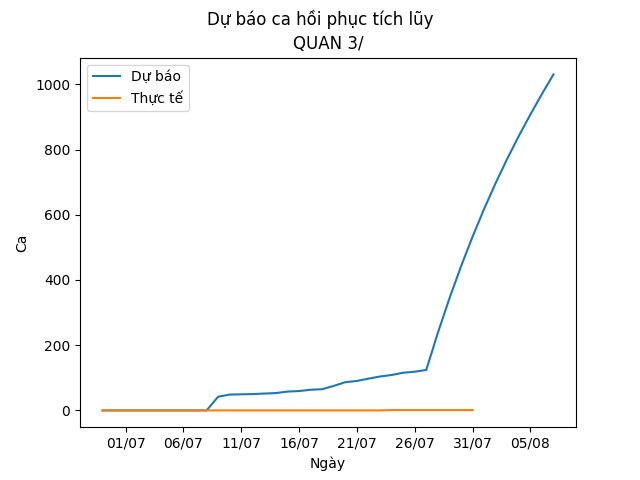 Dự báo ca hồi phục tích lũy
QUAN 3/
Dự báo
Thực tế
1000
800
600
400
200
0
Ca
01/07 06/07 11/07 16/07 21/07 26/07 31/07 05/08
Ngày